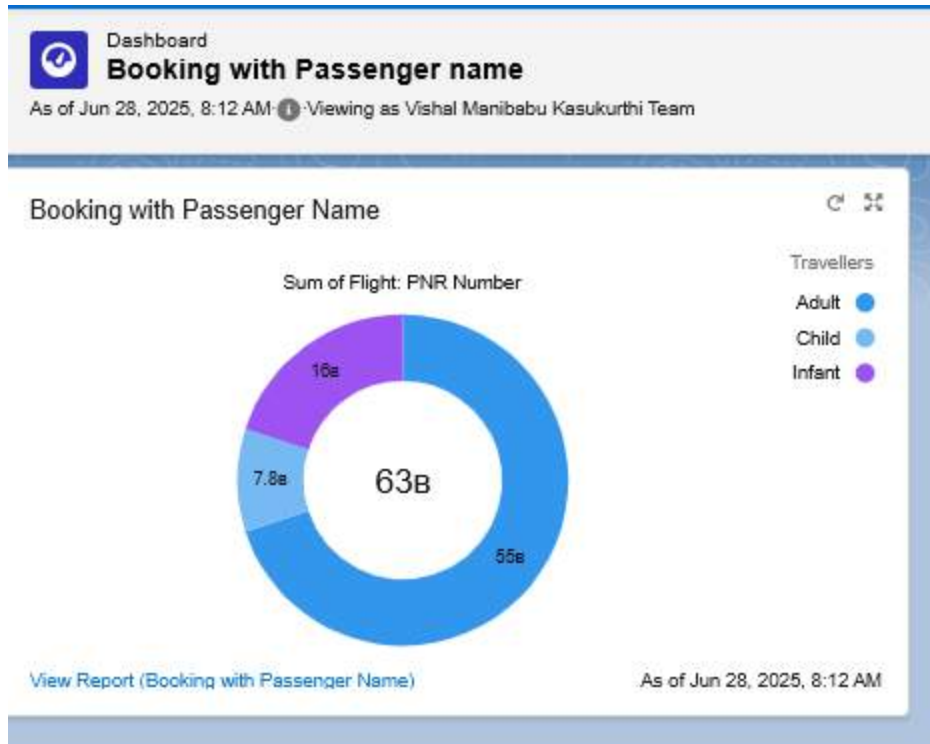 Dashboard
Booking with Passenger name
As of Jun 28, 2025, 8:12 AM·Viewing as Vishal Manibabu Kasukurthi Team
Booking with Passenger Name
Sum of Flight: PNR Number
Travellers
Adult
Child
Infant
16B
7.8B
63B
55B
View Report (Booking with Passenger Name)
As of Jun 28, 2025, 8:12 AM